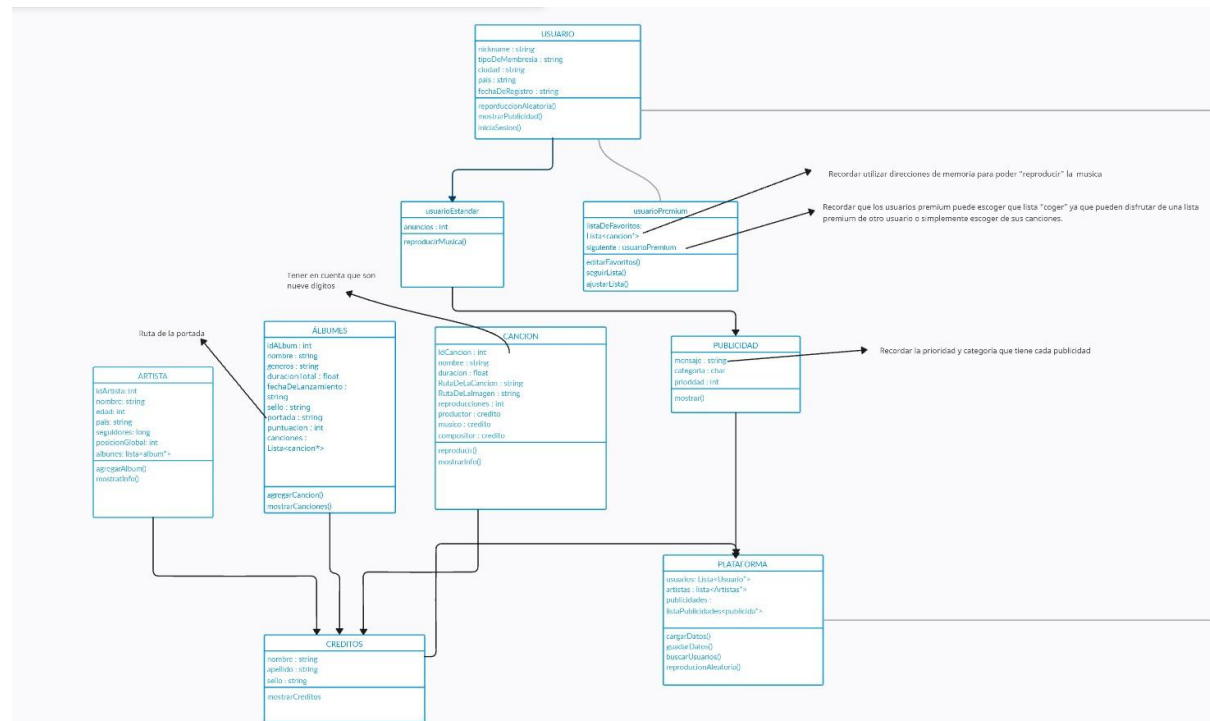 USUARIO
nickname : string
tipoDeMembresia : string
ciudad : string
pais : string
fechaDeRegistro : string
reporduccionAleatoria()
mostrarPublicidad()
iniciaSesion()
Recordar utilizar direcciones de memoria para poder "reproducir" la musica
usuarioEstandar
anuncios : int
reproducirMusica()
usuarioPremium
listaDeFavoritos:
Lista<cancion*>
siguiente : usuarioPremium
editarFavoritos()
seguirLista()
ajustarLista()
Recordar que los usuarios premium puede escoger que lista "coger" ya que pueden disfrutar de una lista
premium de otro usuario o simplemente escoger de sus canciones.
Tener en cuenta que son
nueve digitos
Ruta de la portada
ARTISTA
idArtista: int
nombre: string
edad: int
pais: string
seguidores: long
posicionGlobal: int
albunes: lista<album*>
agregarAlbum()
mostratInfo()
ÁLBUMES
idALbum : int
nombre : string
generos : string
duracionTotal : float
fechaDeLanzamiento :
string
sello : string
portada : string
puntuacion : int
canciones :
Lista<cancion*>
agregarCancion()
mostrarCanciones()
CANCION
IdCancion : int
nombre : string
duracion : float
RutaDeLaCancion : string
RutaDeLaImagen : string
reproducciones : int
productor : credito
musico : credito
compositor : credito
reproducir()
mostrarInfo()
PUBLICIDAD
mensaje : string
categoria : char
prioridad : int
mostrar()
Recordar la prioridad y categoría que tiene cada publicidad
CREDITOS
nombre : string
apellido : string
sello : string
mostrarCreditos
PLATAFORMA
usuarios: Lista<Usuario*>
artistas : lista<Artistas*>
publicidades :
listaPublicidades<publicida*>
cargarDatos()
guadarDatos()
buscarUsuarios()
reproducionAleatoria()